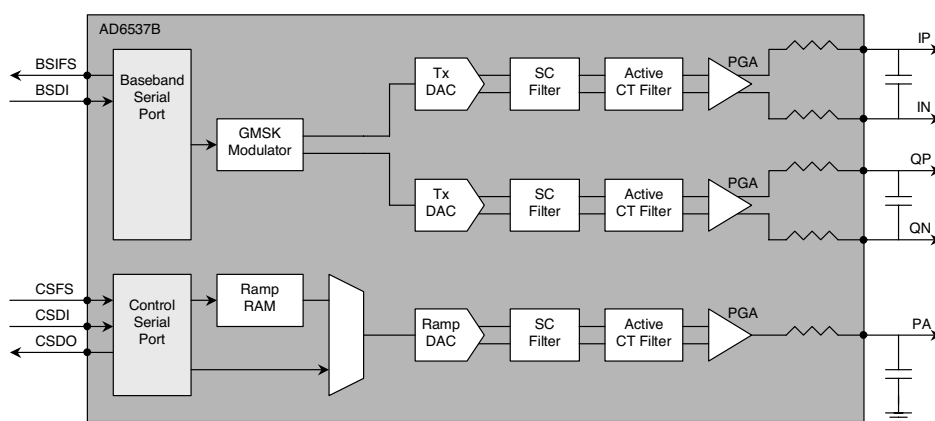 AD6537B
BSIFS
BSDI
Baseband
Serial
Port
GMSK
Modulator
Tx
DAC
SC
Filter
Active
CT Filter
PGA
IP
IN
Tx
DAC
SC
Filter
Active
CT Filter
PGA
QP
QN
CSFS
CSDI
CSDO
Control
Serial
Port
Ramp
RAM
Ramp
DAC
SC
Filter
Active
CT Filter
PGA
PA